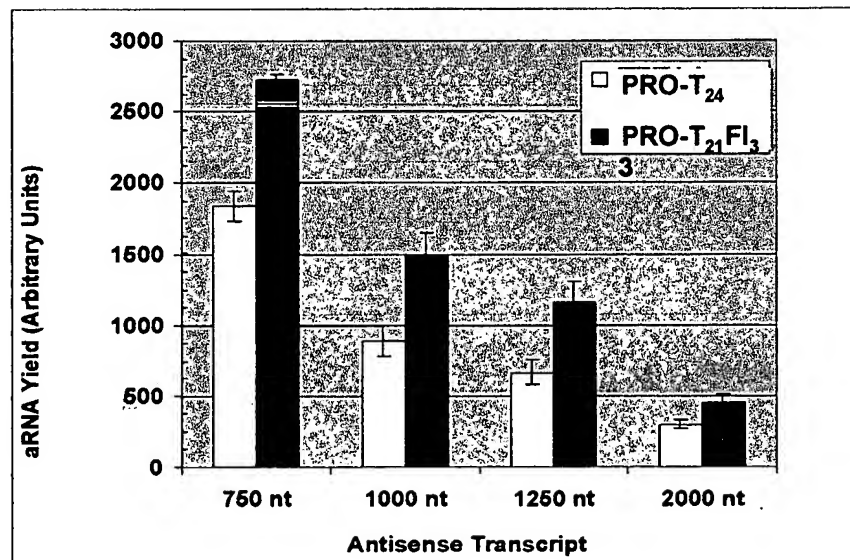 3000
2500
2000
1500
1000
500
0
aRNA Yield (Arbitrary Units)
PRO-T24
PRO-T21FI3
3
750 nt
1000 nt
1250 nt
2000 nt
Antisense Transcript